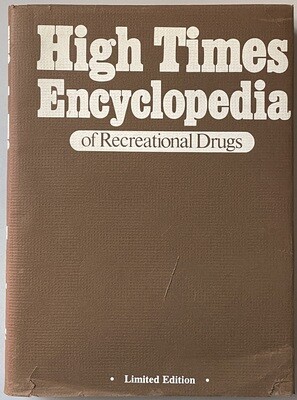 High Times
Encyclopedia
of Recreational Drugs
· Limited Edition ·